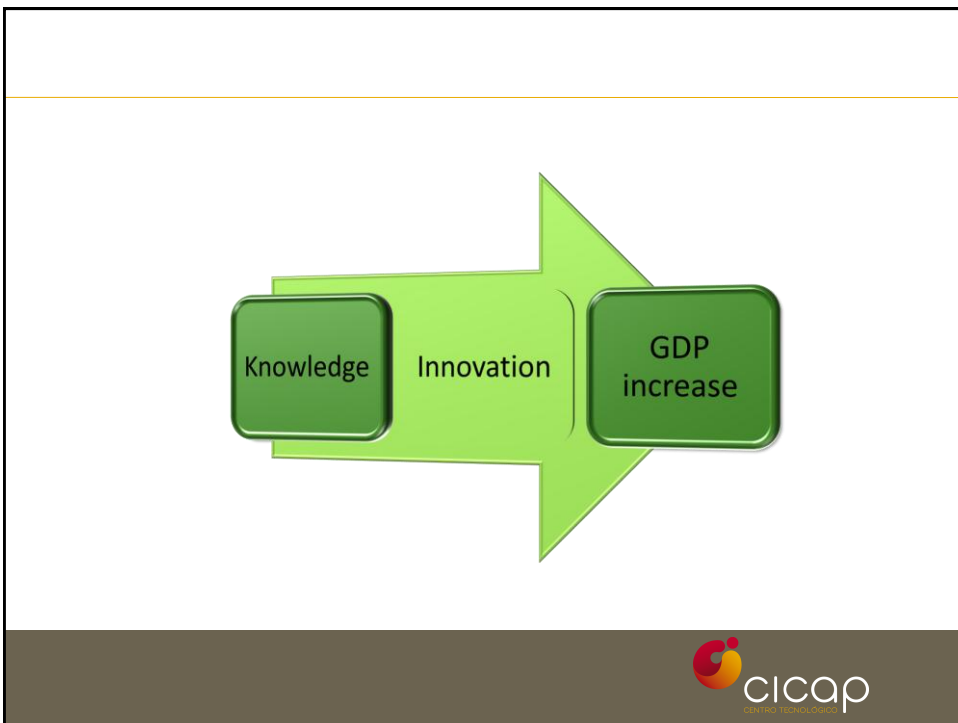 Knowledge
Innovation
GDP
increase
cicap
CENTRO TECNOLÓGICO